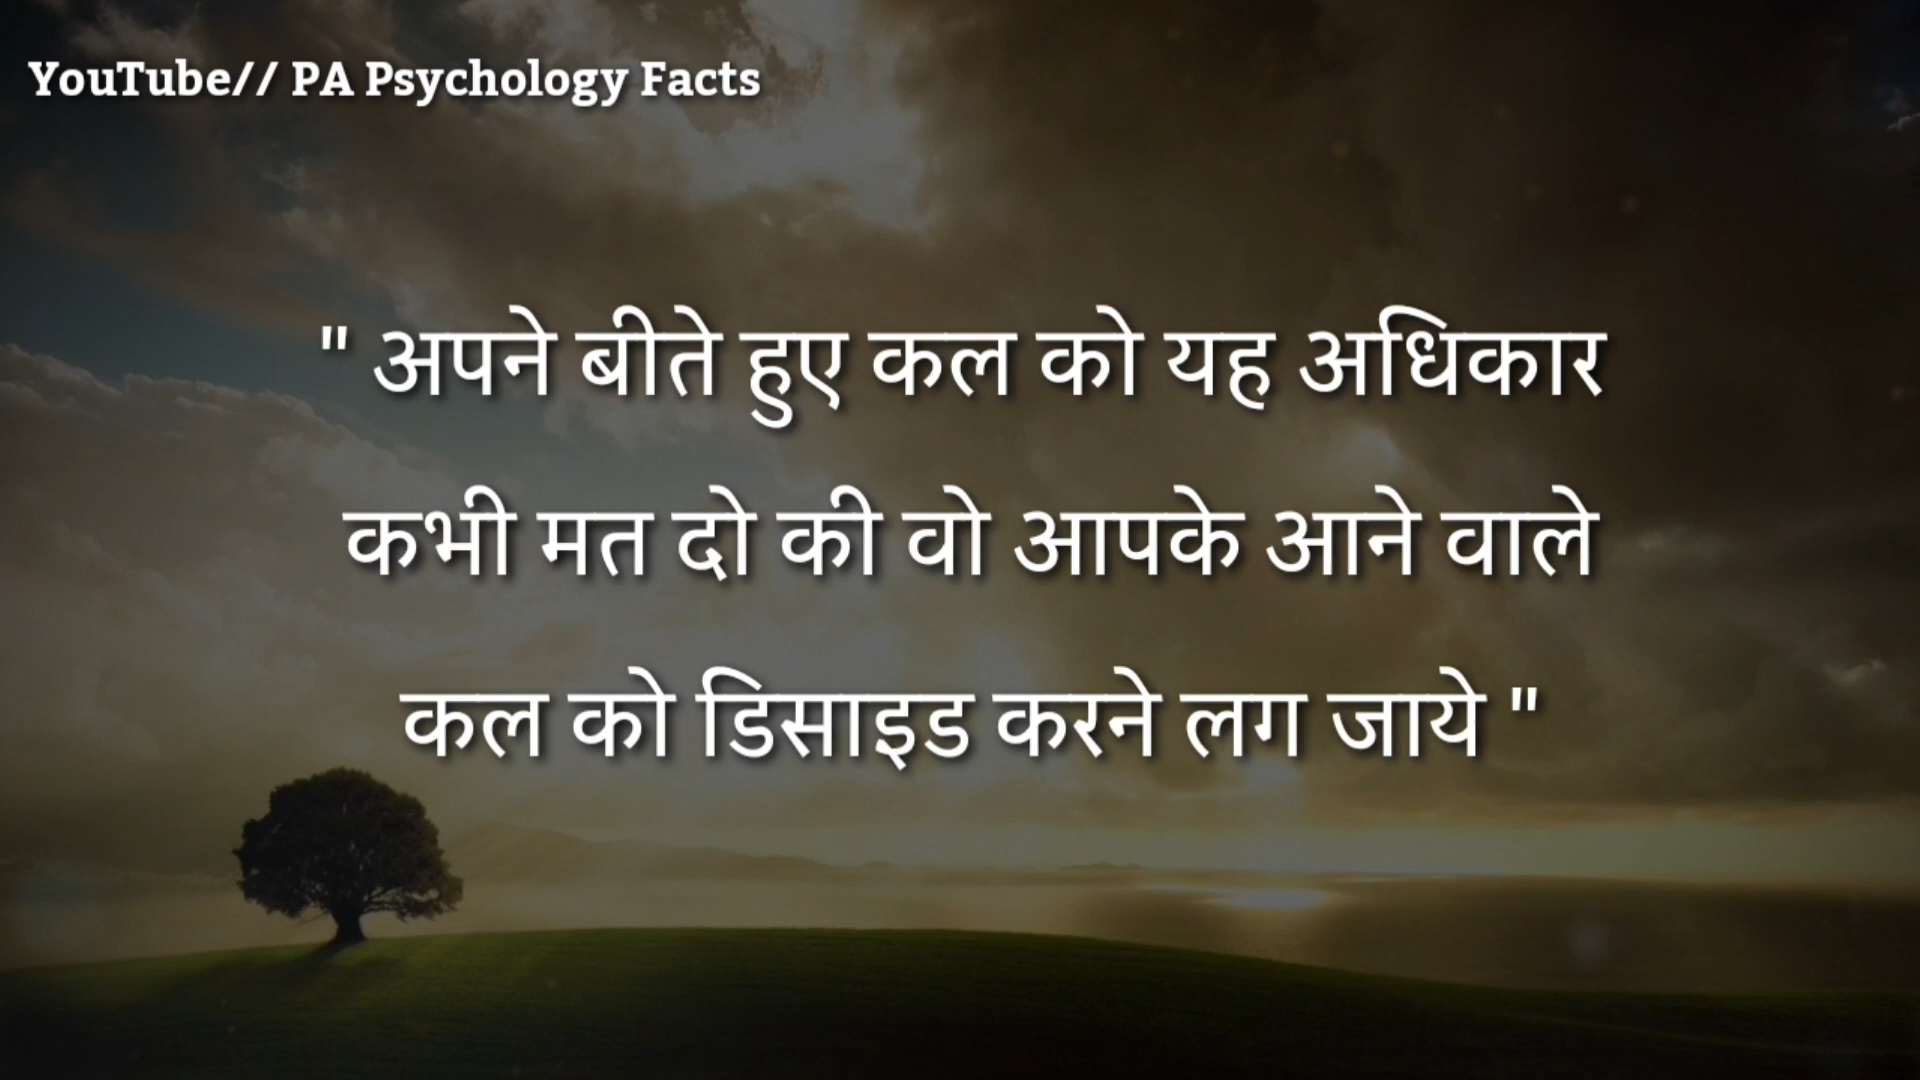 YouTube// PA Psychology Facts
" अपने बीते हुए कल को यह अधिकार
कभी मत दो की वो आपके आने वाले
कल को डिसाइड करने लग जाये "